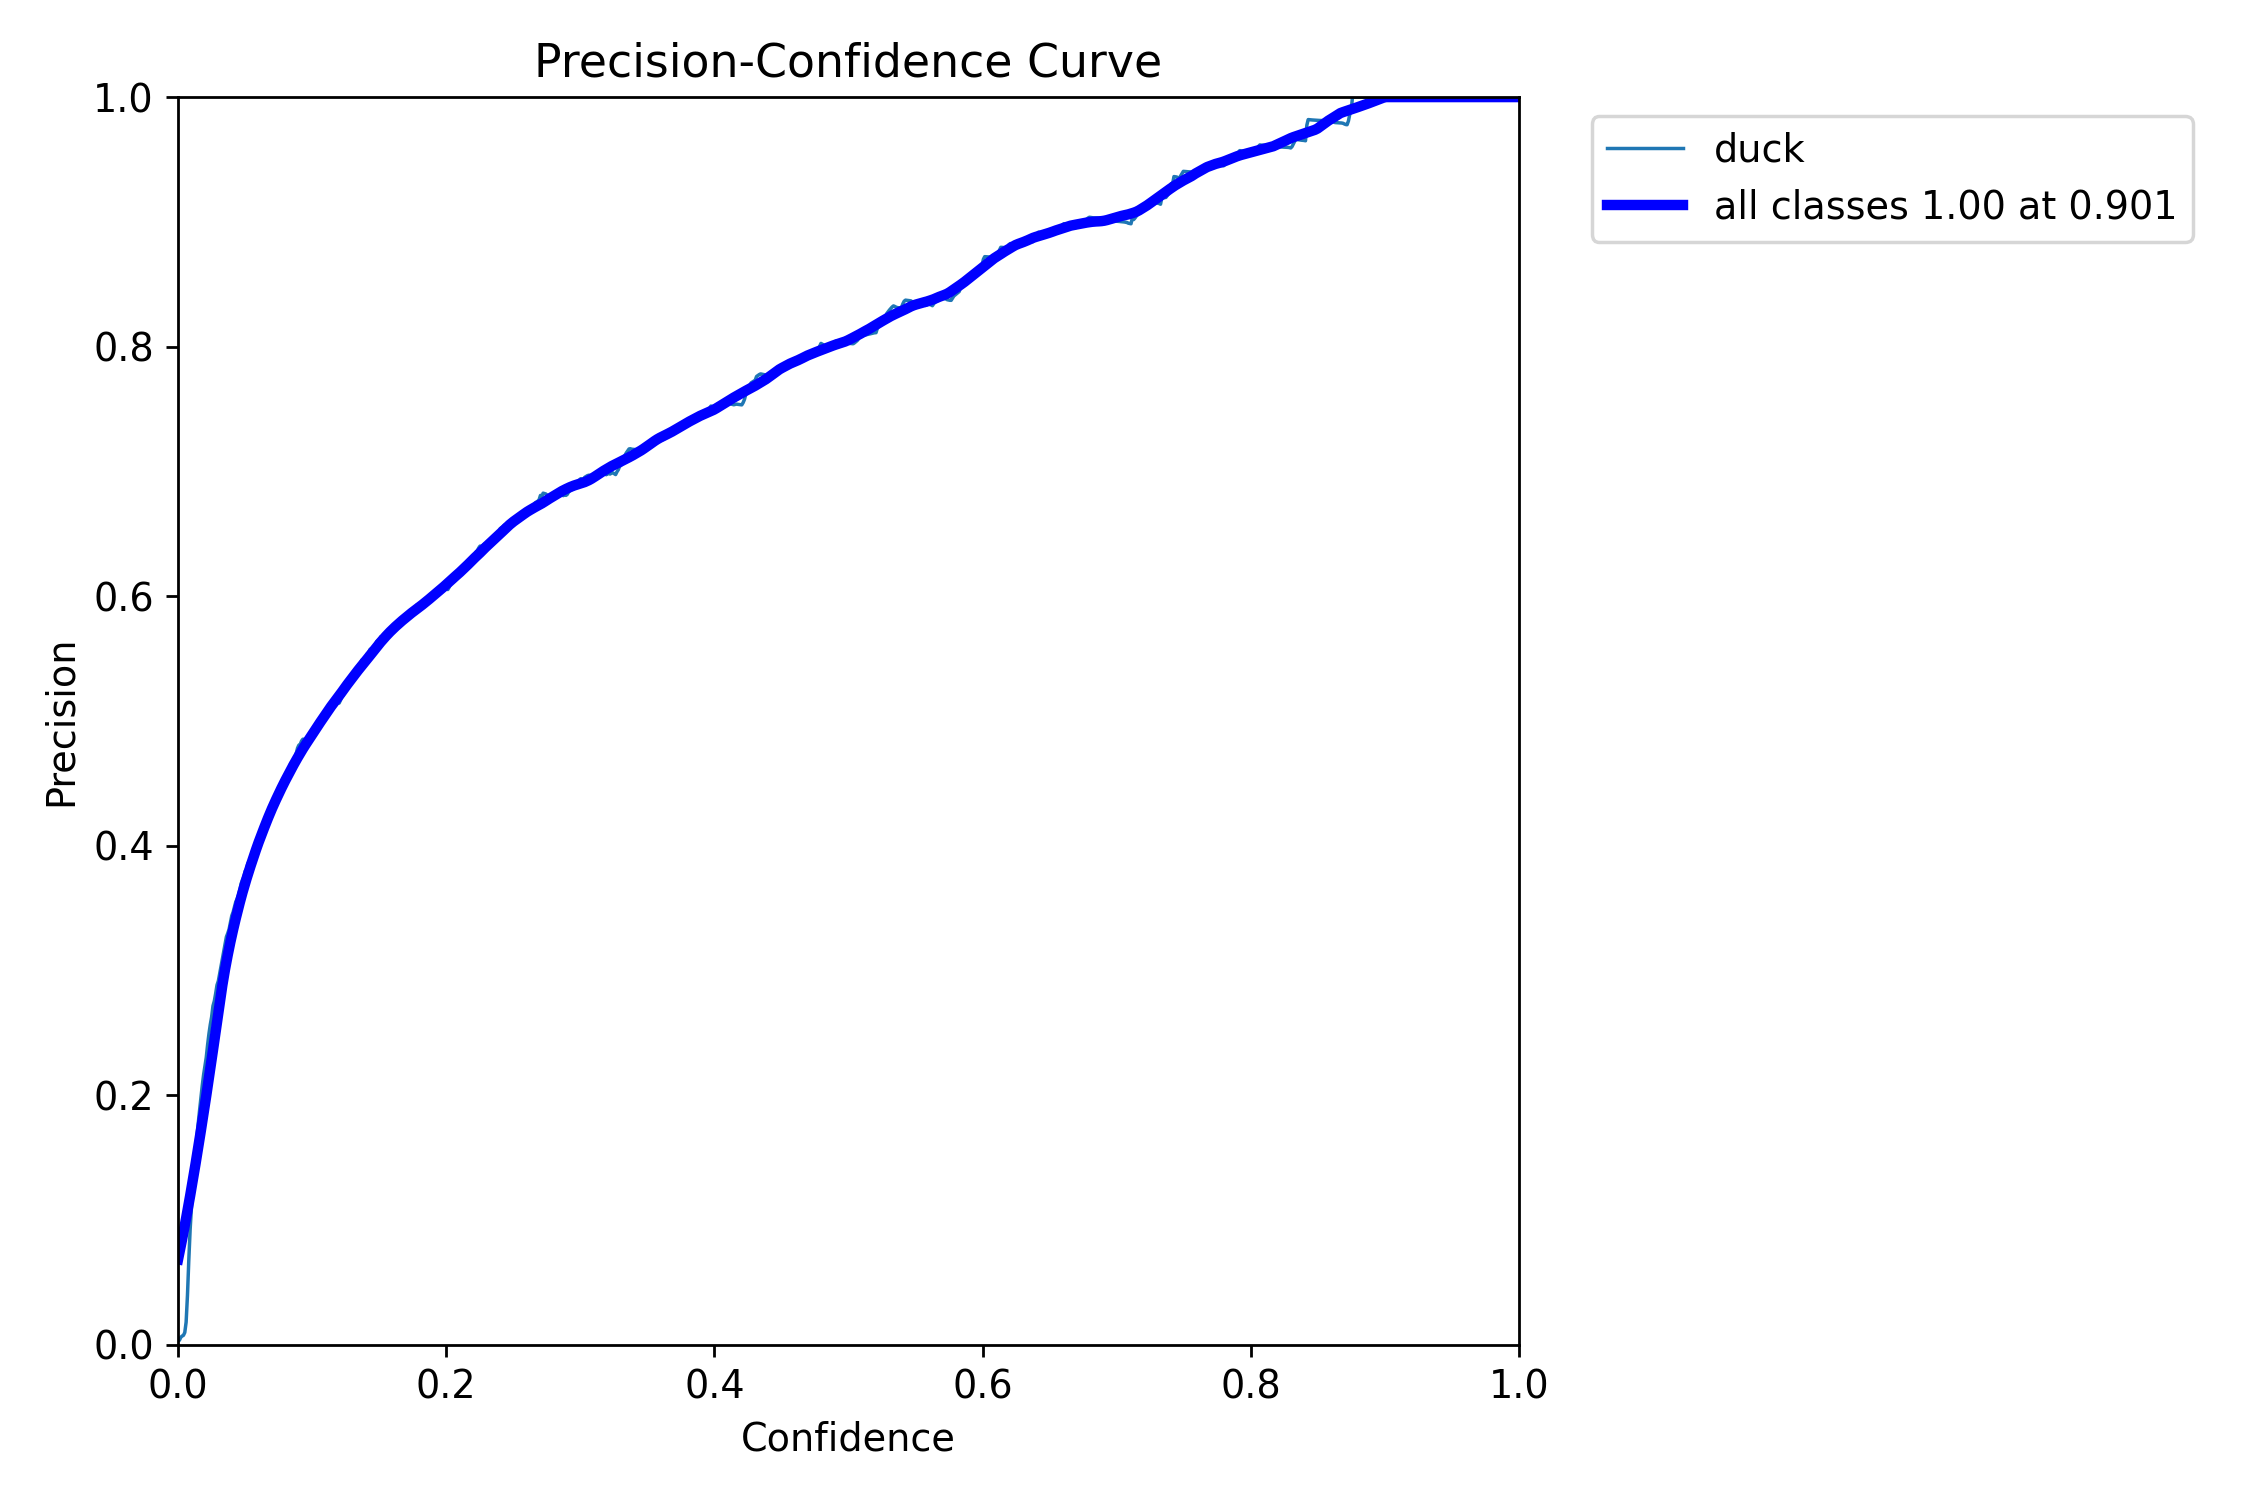 Precision-Confidence Curve
1.0
0.8
0.6
0.4
0.2
0.0
Precision
0.0 0.2 0.4 0.6 0.8 1.0
Confidence
duck
all classes 1.00 at 0.901